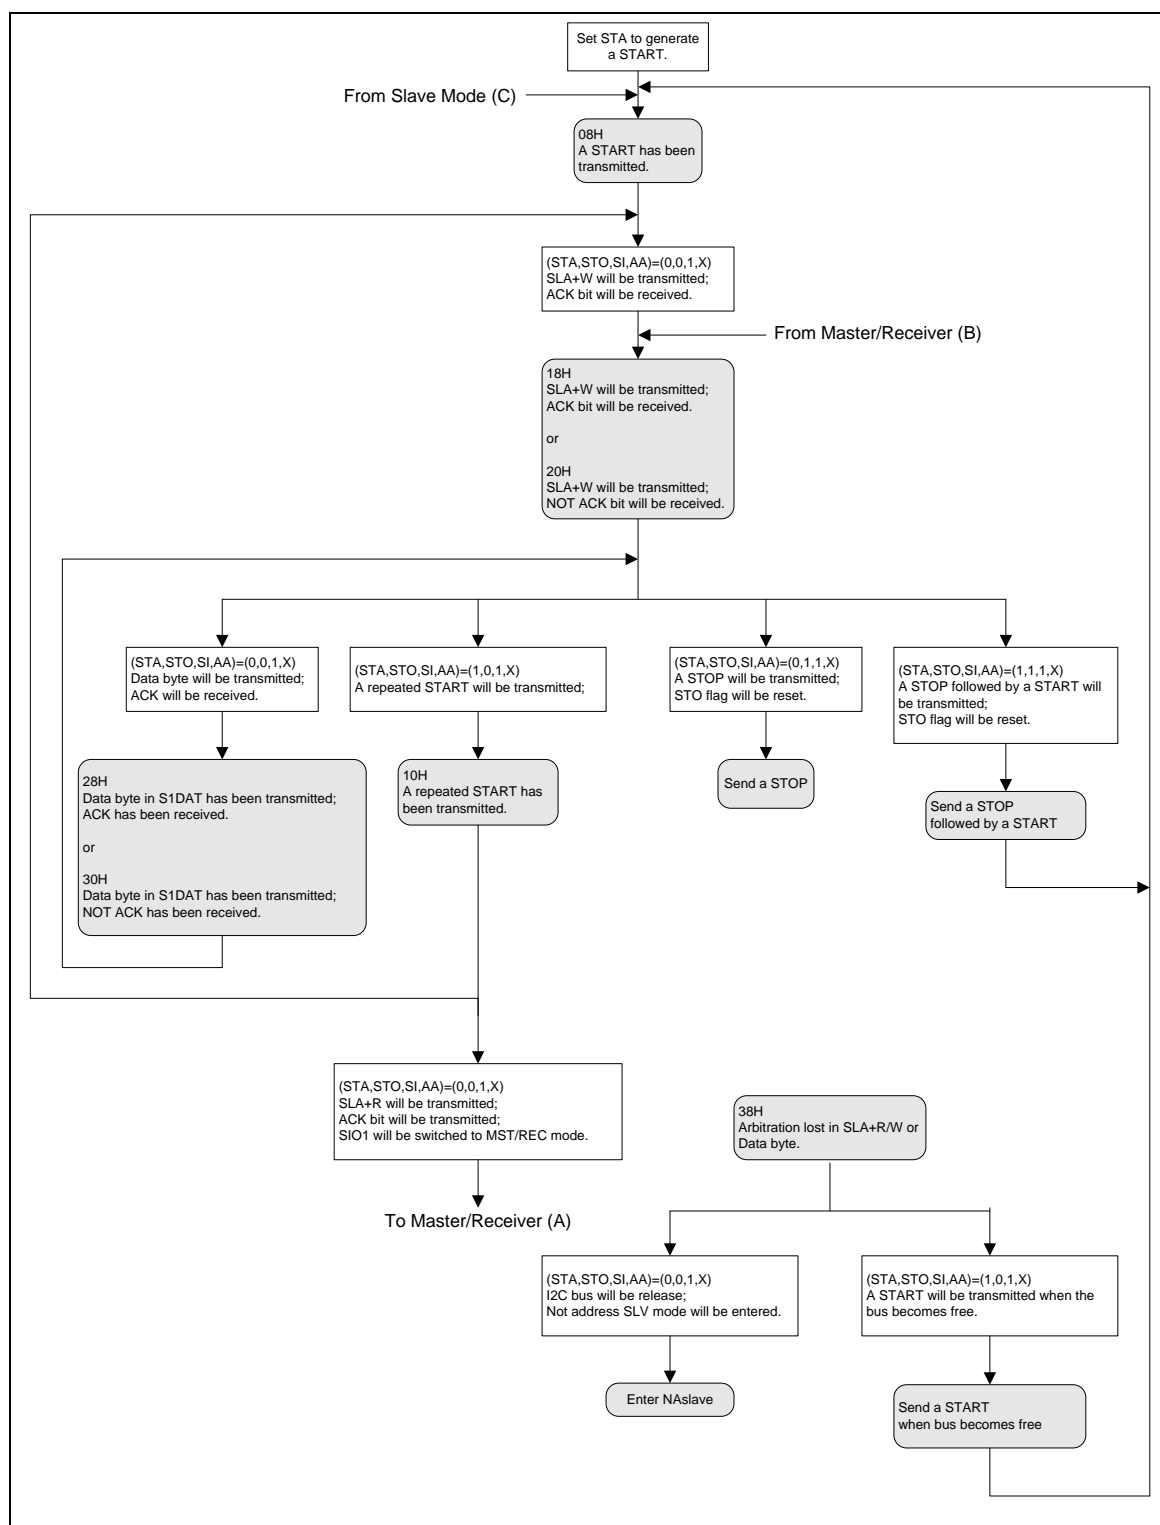 Set STA to generate
a START.
From Slave Mode (C)
08H
A START has been
transmitted.
(STA,STO,SI,AA)=(0,0,1,X)
SLA+W will be transmitted;
ACK bit will be received.
From Master/Receiver (B)
18H
SLA+W will be transmitted;
ACK bit will be received.
or
20H
SLA+W will be transmitted;
NOT ACK bit will be received.
(STA,STO,SI,AA)=(0,0,1,X)
Data byte will be transmitted;
ACK will be received.
(STA,STO,SI,AA)=(1,0,1,X)
A repeated START will be transmitted;
(STA,STO,SI,AA)=(0,1,1,X)
A STOP will be transmitted;
STO flag will be reset.
(STA,STO,SI,AA)=(1,1,1,X)
A STOP followed by a START will
be transmitted;
STO flag will be reset.
28H
Data byte in S1DAT has been transmitted;
ACK has been received.
or
30H
Data byte in S1DAT has been transmitted;
NOT ACK has been received.
10H
A repeated START has
been transmitted.
Send a STOP
Send a STOP
followed by a START
(STA,STO,SI,AA)=(0,0,1,X)
SLA+R will be transmitted;
ACK bit will be transmitted;
SIO1 will be switched to MST/REC mode.
To Master/Receiver (A)
38H
Arbitration lost in SLA+R/W or
Data byte.
(STA,STO,SI,AA)=(0,0,1,X)
I2C bus will be release;
Not address SLV mode will be entered.
(STA,STO,SI,AA)=(1,0,1,X)
A START will be transmitted when the
bus becomes free.
Enter NAslave
Send a START
when bus becomes free